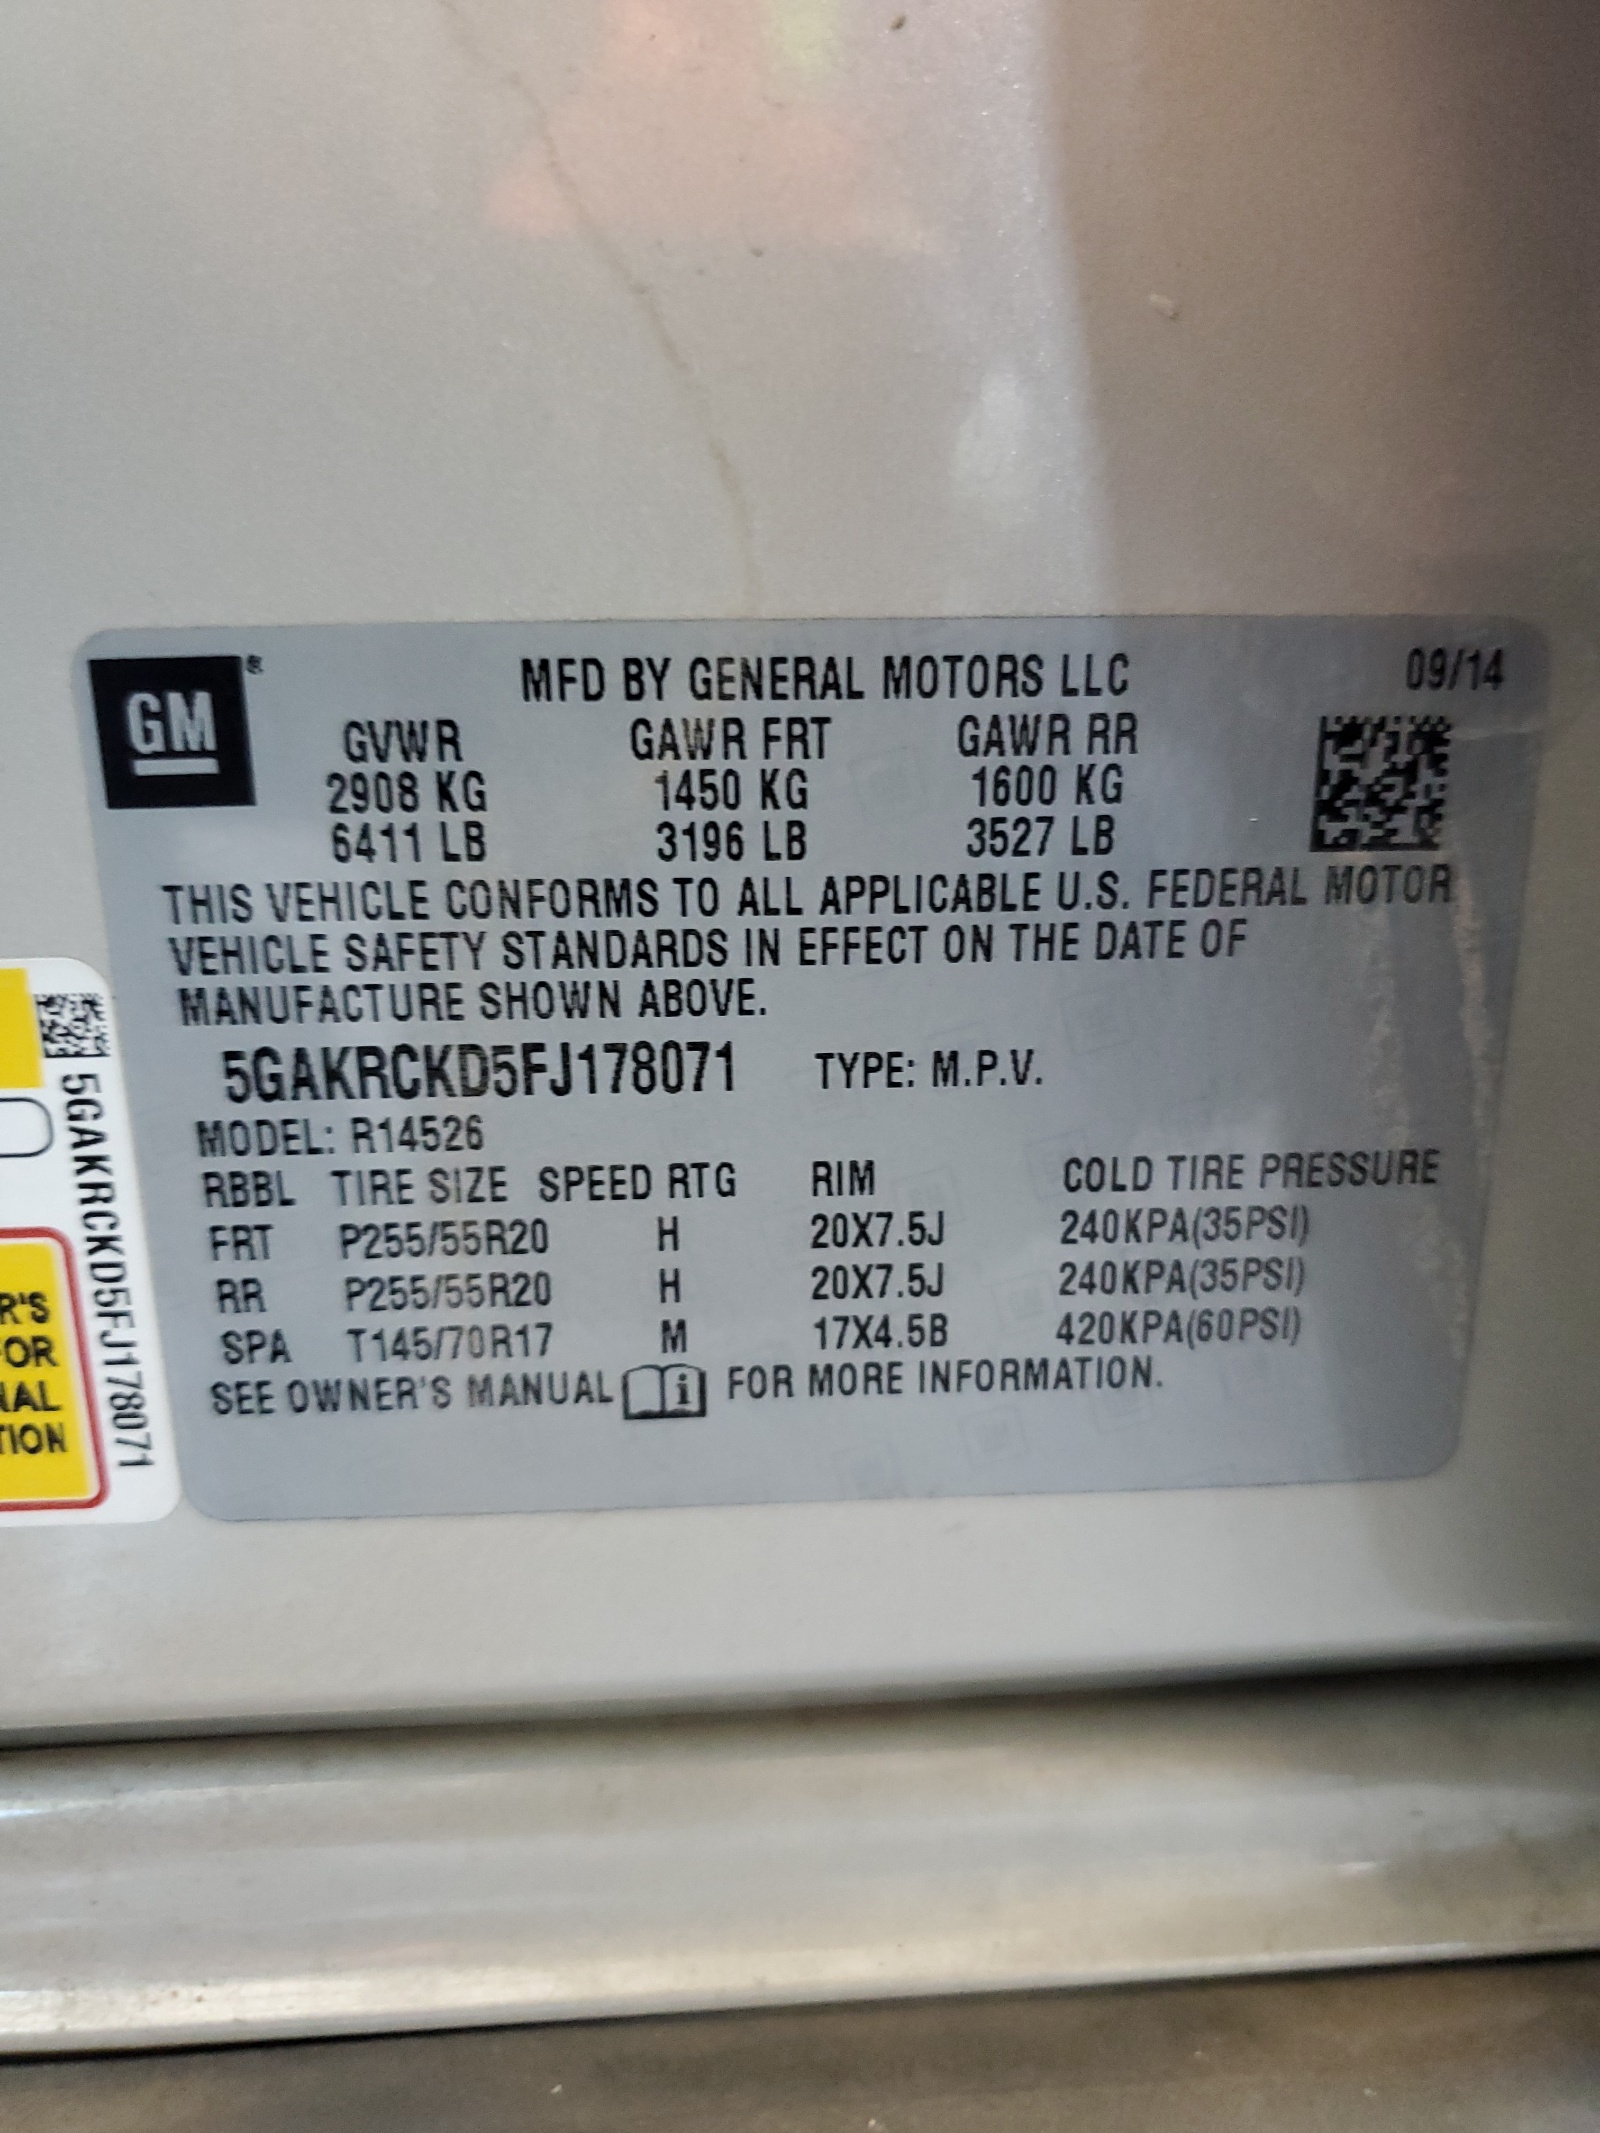 GM
®
MFD BY GENERAL MOTORS LLC 09/14
GVWR GAWR FRT GAWR RR
2908 KG 1450 KG 1600 KG
6411 LB 3196 LB 3527 LB
THIS VEHICLE CONFORMS TO ALL APPLICABLE U.S. FEDERAL MOTOR
VEHICLE SAFETY STANDARDS IN EFFECT ON THE DATE OF
MANUFACTURE SHOWN ABOVE.
5GAKRCKD5FJ178071 TYPE: M.P.V.
MODEL: R14526
RBBL TIRE SIZE SPEED RTG RIM COLD TIRE PRESSURE
FRT P255/55R20 H 20X7.5J 240KPA(35PSI)
RR P255/55R20 H 20X7.5J 240KPA(35PSI)
SPA T145/70R17 M 17X4.5B 420KPA(60PSI)
SEE OWNER'S MANUAL i FOR MORE INFORMATION.
5GAKRCKD5FJ178071
R'S
OR
NAL
TION